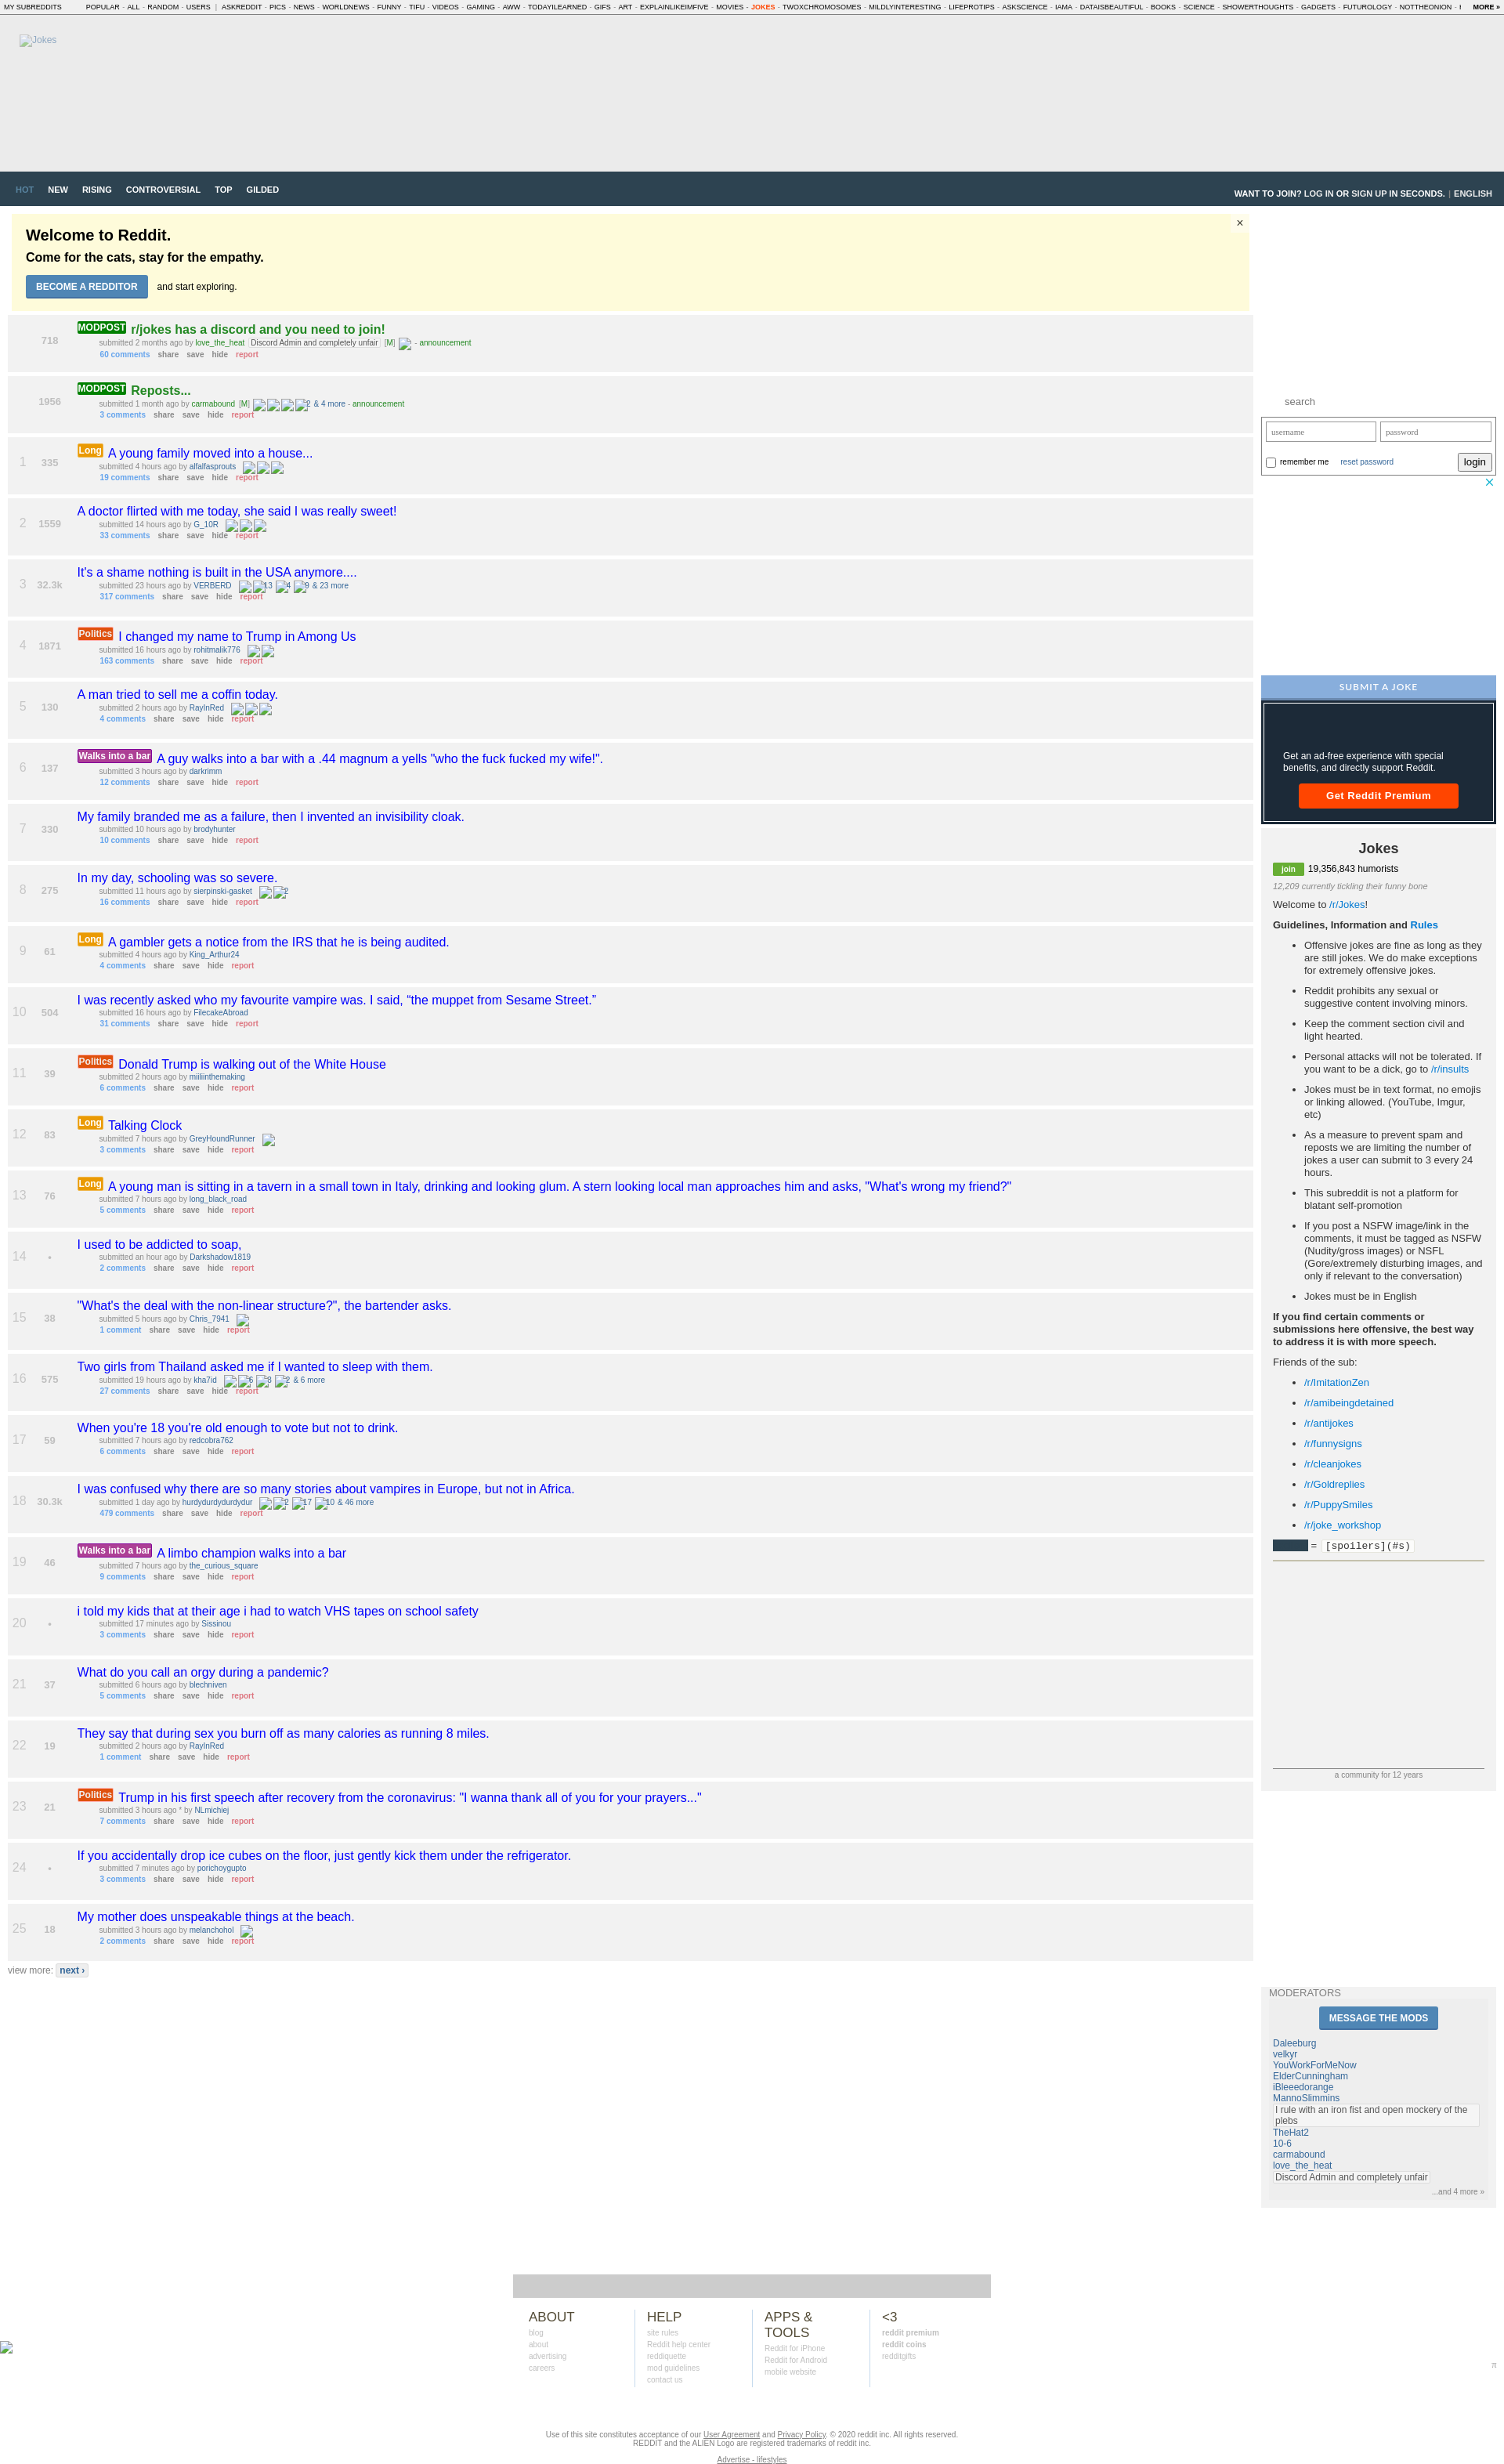 MY SUBREDDITS POPULAR - ALL - RANDOM - USERS | ASKREDDIT - PICS - NEWS - WORLDNEWS - FUNNY - TIFU - VIDEOS - GAMING - AWW - TODAYILEARNED - GIFS - ART - EXPLAINLIKEIMFIVE - MOVIES - JOKES - TWOXCHROMOSOMES - MILDLYINTERESTING - LIFEPROTIPS - ASKSCIENCE - IAMA - DATAISBEAUTIFUL - BOOKS - SCIENCE - SHOWERTHOUGHTS - GADGETS - FUTUROLOGY - NOTTHEONION - MORE »
Jokes
HOT NEW RISING CONTROVERSIAL TOP GILDED
WANT TO JOIN? LOG IN OR SIGN UP IN SECONDS. | ENGLISH
Welcome to Reddit.
Come for the cats, stay for the empathy.
BECOME A REDDITOR and start exploring.
×
718
MODPOST r/jokes has a discord and you need to join!
submitted 2 months ago by love_the_heat Discord Admin and completely unfair [M] - announcement
60 comments share save hide report
1956
MODPOST Reposts...
submitted 1 month ago by carmabound [M] 2 & 4 more - announcement
3 comments share save hide report
1 335
Long A young family moved into a house...
submitted 4 hours ago by alfalfasprouts
19 comments share save hide report
2 1559
A doctor flirted with me today, she said I was really sweet!
submitted 14 hours ago by G_10R
33 comments share save hide report
3 32.3k
It's a shame nothing is built in the USA anymore....
submitted 23 hours ago by VERBERD 13 4 9 & 23 more
317 comments share save hide report
4 1871
Politics I changed my name to Trump in Among Us
submitted 16 hours ago by rohitmalik776
163 comments share save hide report
5 130
A man tried to sell me a coffin today.
submitted 2 hours ago by RayInRed
4 comments share save hide report
6 137
Walks into a bar A guy walks into a bar with a .44 magnum a yells "who the fuck fucked my wife!".
submitted 3 hours ago by darkrimm
12 comments share save hide report
7 330
My family branded me as a failure, then I invented an invisibility cloak.
submitted 10 hours ago by brodyhunter
10 comments share save hide report
8 275
In my day, schooling was so severe.
submitted 11 hours ago by sierpinski-gasket 2
16 comments share save hide report
9 61
Long A gambler gets a notice from the IRS that he is being audited.
submitted 4 hours ago by King_Arthur24
4 comments share save hide report
10 504
I was recently asked who my favourite vampire was. I said, “the muppet from Sesame Street.”
submitted 16 hours ago by FilecakeAbroad
31 comments share save hide report
11 39
Politics Donald Trump is walking out of the White House
submitted 2 hours ago by miiliinthemaking
6 comments share save hide report
12 83
Long Talking Clock
submitted 7 hours ago by GreyHoundRunner
3 comments share save hide report
13 76
Long A young man is sitting in a tavern in a small town in Italy, drinking and looking glum. A stern looking local man approaches him and asks, "What's wrong my friend?"
submitted 7 hours ago by long_black_road
5 comments share save hide report
14 •
I used to be addicted to soap,
submitted an hour ago by Darkshadow1819
2 comments share save hide report
15 38
"What's the deal with the non-linear structure?", the bartender asks.
submitted 5 hours ago by Chris_7941
1 comment share save hide report
16 575
Two girls from Thailand asked me if I wanted to sleep with them.
submitted 19 hours ago by kha7id 6 3 2 & 6 more
27 comments share save hide report
17 59
When you're 18 you're old enough to vote but not to drink.
submitted 7 hours ago by redcobra762
6 comments share save hide report
18 30.3k
I was confused why there are so many stories about vampires in Europe, but not in Africa.
submitted 1 day ago by hurdydurdydurdydur 2 17 10 & 46 more
479 comments share save hide report
19 46
Walks into a bar A limbo champion walks into a bar
submitted 7 hours ago by the_curious_square
9 comments share save hide report
20 •
i told my kids that at their age i had to watch VHS tapes on school safety
submitted 17 minutes ago by Sissinou
3 comments share save hide report
21 37
What do you call an orgy during a pandemic?
submitted 6 hours ago by blechniven
5 comments share save hide report
22 19
They say that during sex you burn off as many calories as running 8 miles.
submitted 2 hours ago by RayInRed
1 comment share save hide report
23 21
Politics Trump in his first speech after recovery from the coronavirus: "I wanna thank all of you for your prayers..."
submitted 3 hours ago * by NLmichiej
7 comments share save hide report
24 •
If you accidentally drop ice cubes on the floor, just gently kick them under the refrigerator.
submitted 7 minutes ago by porichoygupto
3 comments share save hide report
25 18
My mother does unspeakable things at the beach.
submitted 3 hours ago by melanchohol
2 comments share save hide report
view more: next ›
search
username password
remember me reset password login
SUBMIT A JOKE
Get an ad-free experience with special
benefits, and directly support Reddit.
Get Reddit Premium
Jokes
join 19,356,843 humorists
12,209 currently tickling their funny bone
Welcome to /r/Jokes!
Guidelines, Information and Rules
• Offensive jokes are fine as long as they
are still jokes. We do make exceptions
for extremely offensive jokes.
• Reddit prohibits any sexual or
suggestive content involving minors.
• Keep the comment section civil and
light hearted.
• Personal attacks will not be tolerated. If
you want to be a dick, go to /r/insults
• Jokes must be in text format, no emojis
or linking allowed. (YouTube, Imgur,
etc)
• As a measure to prevent spam and
reposts we are limiting the number of
jokes a user can submit to 3 every 24
hours.
• This subreddit is not a platform for
blatant self-promotion
• If you post a NSFW image/link in the
comments, it must be tagged as NSFW
(Nudity/gross images) or NSFL
(Gore/extremely disturbing images, and
only if relevant to the conversation)
• Jokes must be in English
If you find certain comments or
submissions here offensive, the best way
to address it is with more speech.
Friends of the sub:
• /r/ImitationZen
• /r/amibeingdetained
• /r/antijokes
• /r/funnysigns
• /r/cleanjokes
• /r/Goldreplies
• /r/PuppySmiles
• /r/joke_workshop
= [spoilers](#s)
a community for 12 years
MODERATORS
MESSAGE THE MODS
Daleeburg
velkyr
YouWorkForMeNow
ElderCunningham
iBleeedorange
MannoSlimmins
I rule with an iron fist and open mockery of the
plebs
TheHat2
10-6
carmabound
love_the_heat
Discord Admin and completely unfair
...and 4 more »
ABOUT
blog
about
advertising
careers
HELP
site rules
Reddit help center
reddiquette
mod guidelines
contact us
APPS &
TOOLS
Reddit for iPhone
Reddit for Android
mobile website
<3
reddit premium
reddit coins
redditgifts
π
Use of this site constitutes acceptance of our User Agreement and Privacy Policy. © 2020 reddit inc. All rights reserved.
REDDIT and the ALIEN Logo are registered trademarks of reddit inc.
Advertise - lifestyles